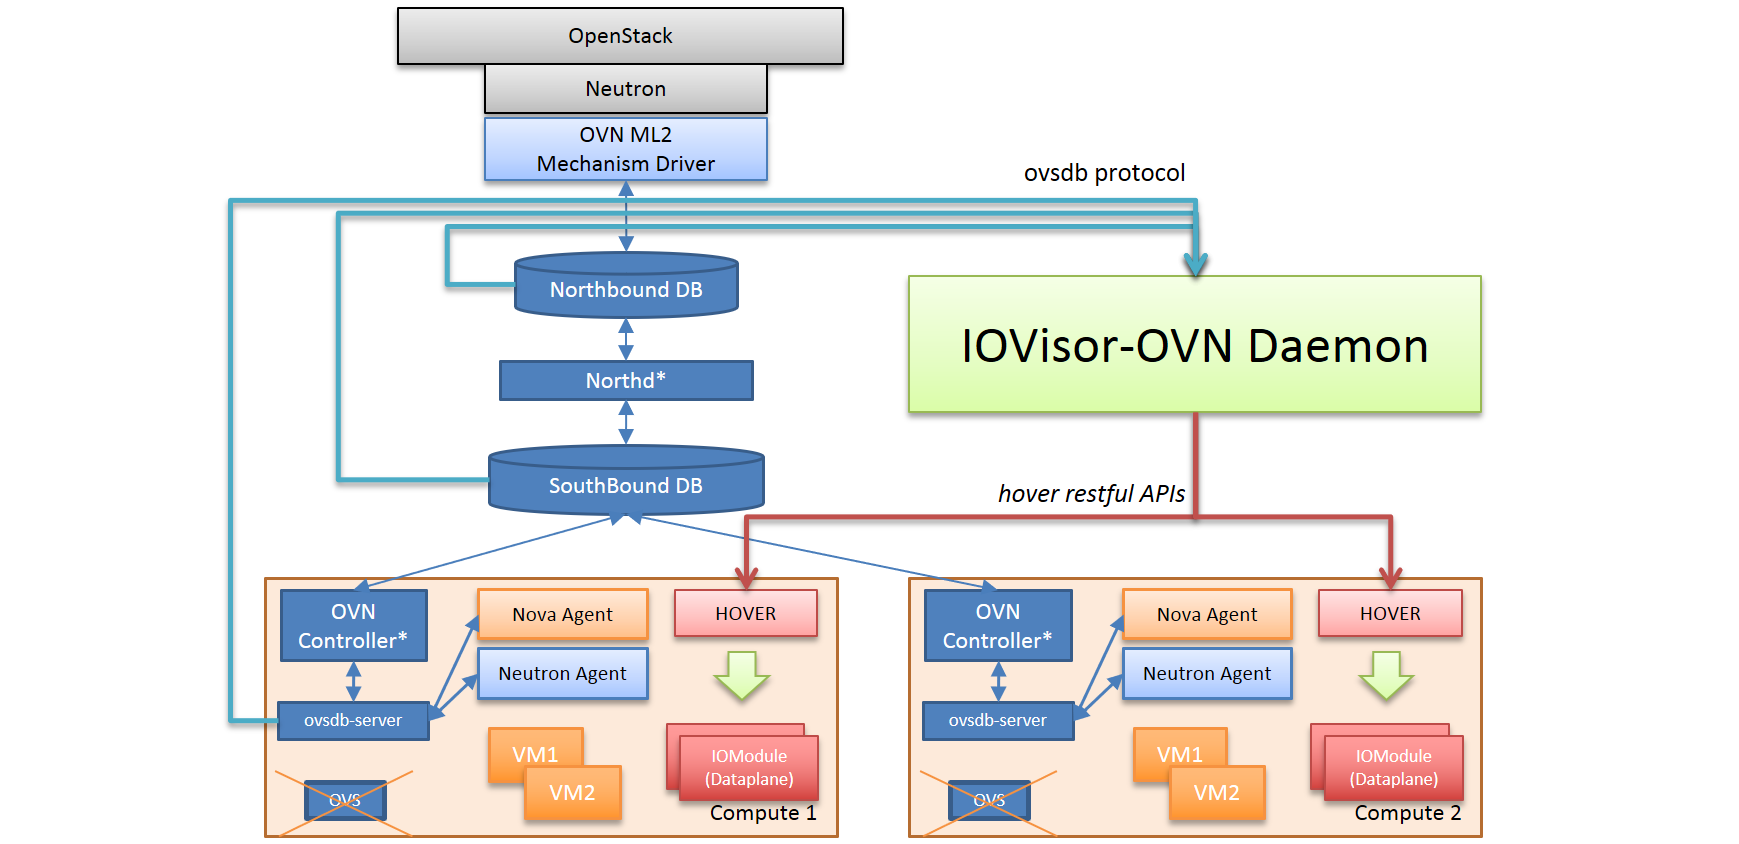 OpenStack
Neutron
OVN ML2
Mechanism Driver
ovsdb protocol
Northbound DB
IOVisor-OVN Daemon
Northd*
SouthBound DB
hover restful APIs
OVN
Controller*
Nova Agent
HOVER
Neutron Agent
ovsdb-server
VM1
VM2
IOModule
(Dataplane)
OVS
Compute 1
OVN
Controller*
Nova Agent
HOVER
Neutron Agent
ovsdb-server
VM1
VM2
IOModule
(Dataplane)
OVS
Compute 2